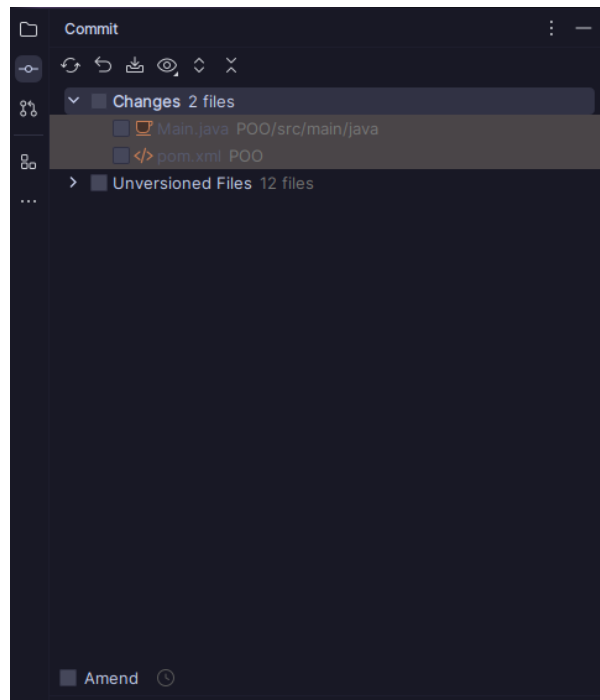 Commit
Changes 2 files
Main.java POO/src/main/java
pom.xml POO
Unversioned Files 12 files
Amend